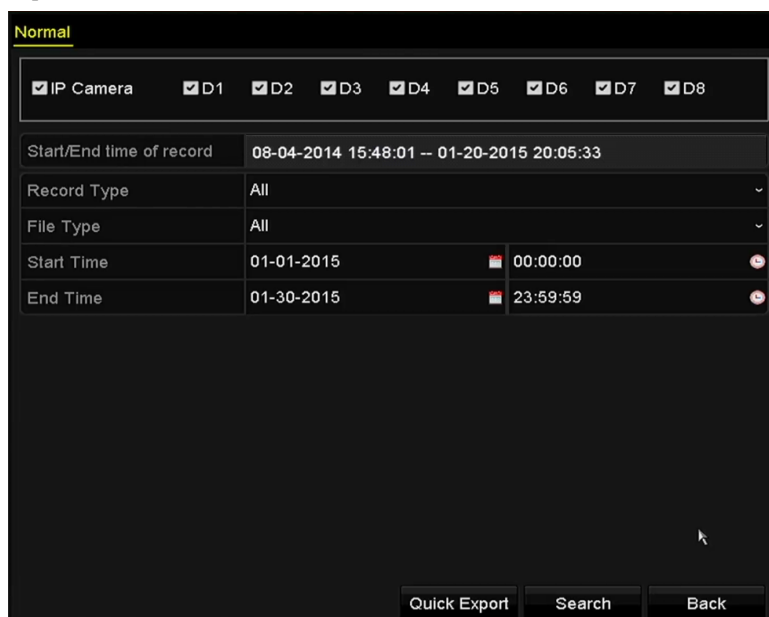 Normal
IP Camera D1 D2 D3 D4 D5 D6 D7 D8
Start/End time of record 08-04-2014 15:48:01 -- 01-20-2015 20:05:33
Record Type All
File Type All
Start Time 01-01-2015 00:00:00
End Time 01-30-2015 23:59:59
Quick Export Search Back